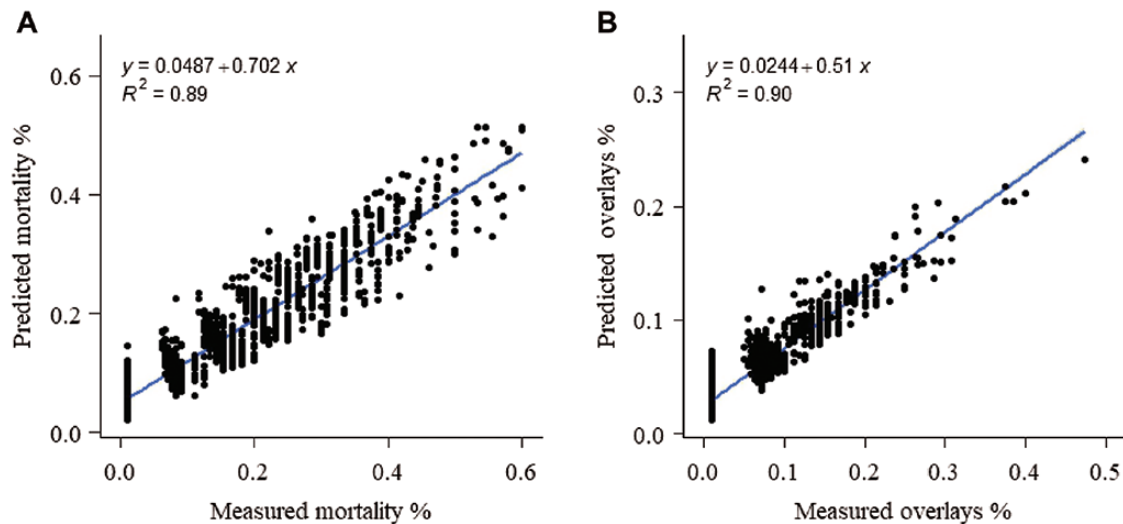 A
y = 0.0487 + 0.702 x
R² = 0.89
Predicted mortality %
0.6
0.4
0.2
0.0
0.0 0.2 0.4 0.6
Measured mortality %
B
y = 0.0244 + 0.51 x
R² = 0.90
Predicted overlays %
0.3
0.2
0.1
0.0
0.0 0.1 0.2 0.3 0.4 0.5
Measured overlays %